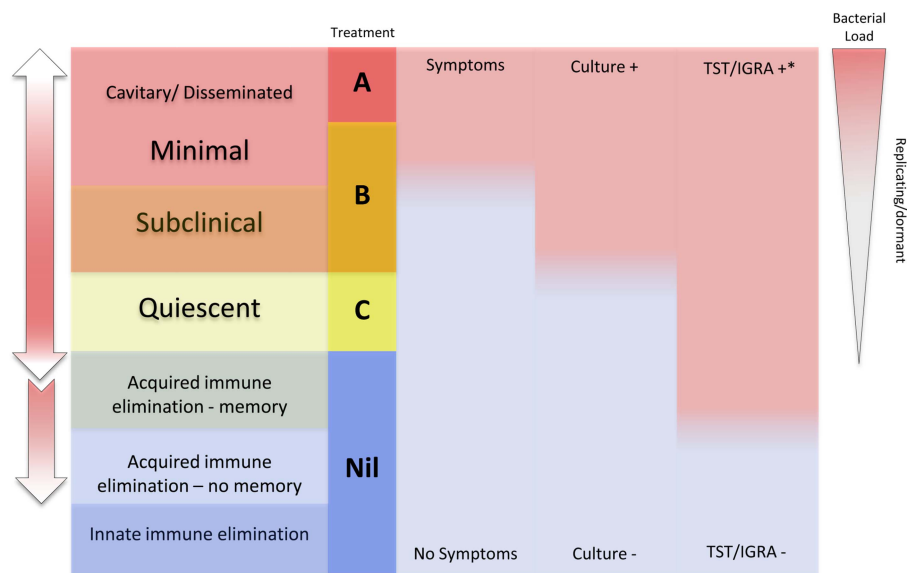 Treatment
Bacterial
Load
Cavitary/ Disseminated
A
Symptoms
Culture +
TST/IGRA +*
Minimal
B
Subclinical
Replicating/dormant
Quiescent
C
Acquired immune
elimination - memory
Acquired immune
elimination – no memory
Nil
Innate immune elimination
No Symptoms
Culture -
TST/IGRA -